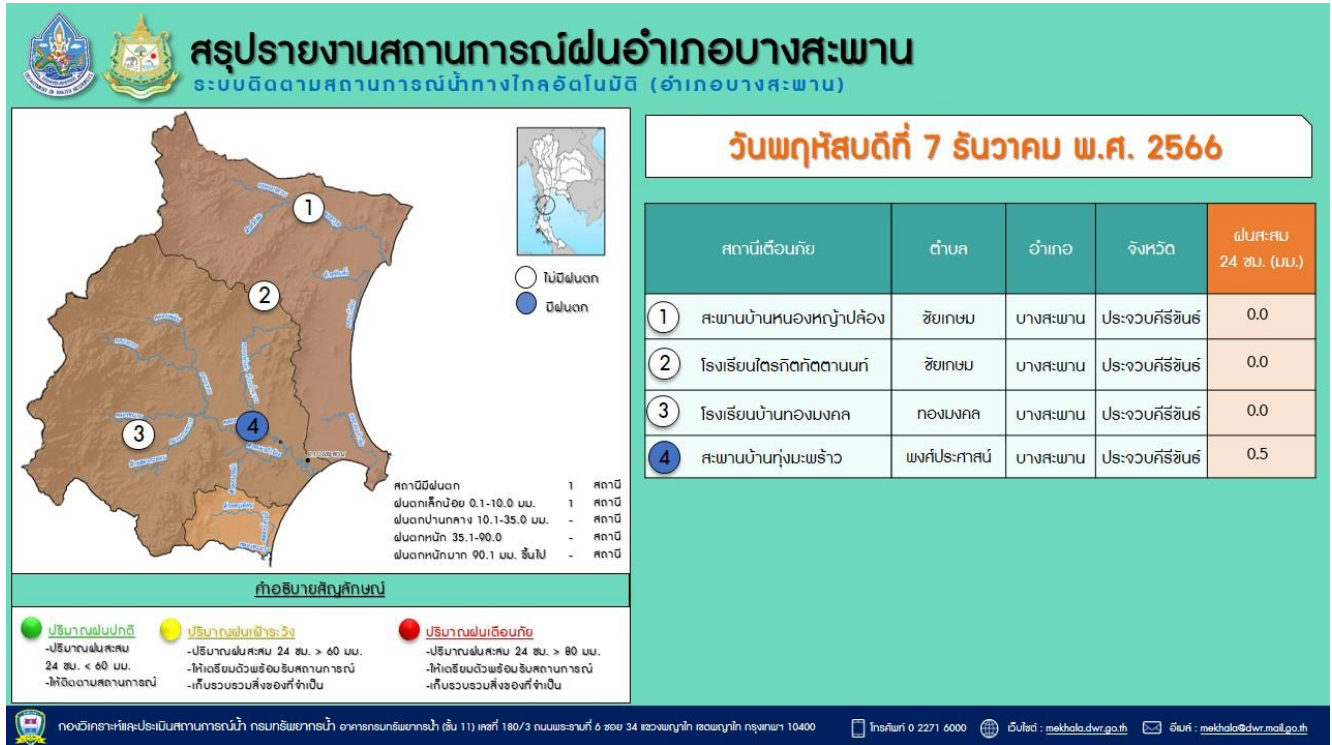 สรุปรายงานสถานการณ์ฝนอำเภอบางสะพาน
ระบบติดตามสถานการณ์น้ำทางไกลอัตโนมัติ (อำเภอบางสะพาน)
1
2
3
4
ไม่มีฝนตก
มีฝนตก
สถานีมีฝนตก 1 สถานี
ฝนตกเล็กน้อย 0.1-10.0 มม. 1 สถานี
ฝนตกปานกลาง 10.1-35.0 มม. - สถานี
ฝนตกหนัก 35.1-90.0 - สถานี
ฝนตกหนักมาก 90.1 มม. ขึ้นไป - สถานี
คำอธิบายสัญลักษณ์
ปริมาณฝนปกติ
-ปริมาณฝนสะสม
24 ชม. < 60 มม.
-ให้ติดตามสถานการณ์
ปริมาณฝนเฝ้าระวัง
-ปริมาณฝนสะสม 24 ชม. > 60 มม.
-ให้เตรียมตัวพร้อมรับสถานการณ์
-เก็บรวบรวมสิ่งของที่จำเป็น
ปริมาณฝนเตือนภัย
-ปริมาณฝนสะสม 24 ชม. > 80 มม.
-ให้เตรียมตัวพร้อมรับสถานการณ์
-เก็บรวบรวมสิ่งของที่จำเป็น
วันพฤหัสบดีที่ 7 ธันวาคม พ.ศ. 2566
สถานีเตือนภัย ตำบล อำเภอ จังหวัด ฝนสะสม
24 ชม. (มม.)
1 สะพานบ้านหนองหญ้าปล้อง ชัยเกษม บางสะพาน ประจวบคีรีขันธ์ 0.0
2 โรงเรียนไตรกิตทัตตานนท์ ชัยเกษม บางสะพาน ประจวบคีรีขันธ์ 0.0
3 โรงเรียนบ้านทองมงคล ทองมงคล บางสะพาน ประจวบคีรีขันธ์ 0.0
4 สะพานบ้านทุ่งมะพร้าว พงศ์ประศาสน์ บางสะพาน ประจวบคีรีขันธ์ 0.5
กองวิเคราะห์และประเมินสถานการณ์น้ำ กรมทรัพยากรน้ำ อาคารกรมทรัพยากรน้ำ (ชั้น 11) เลขที่ 180/3 ถนนพระรามที่ 6 ซอย 34 แขวงพญาไท เขตพญาไท กรุงเทพฯ 10400 โทรศัพท์ 0 2271 6000 เว็บไซต์ : mekhala.dwr.go.th อีเมล์ : mekhala@dwr.mail.go.th